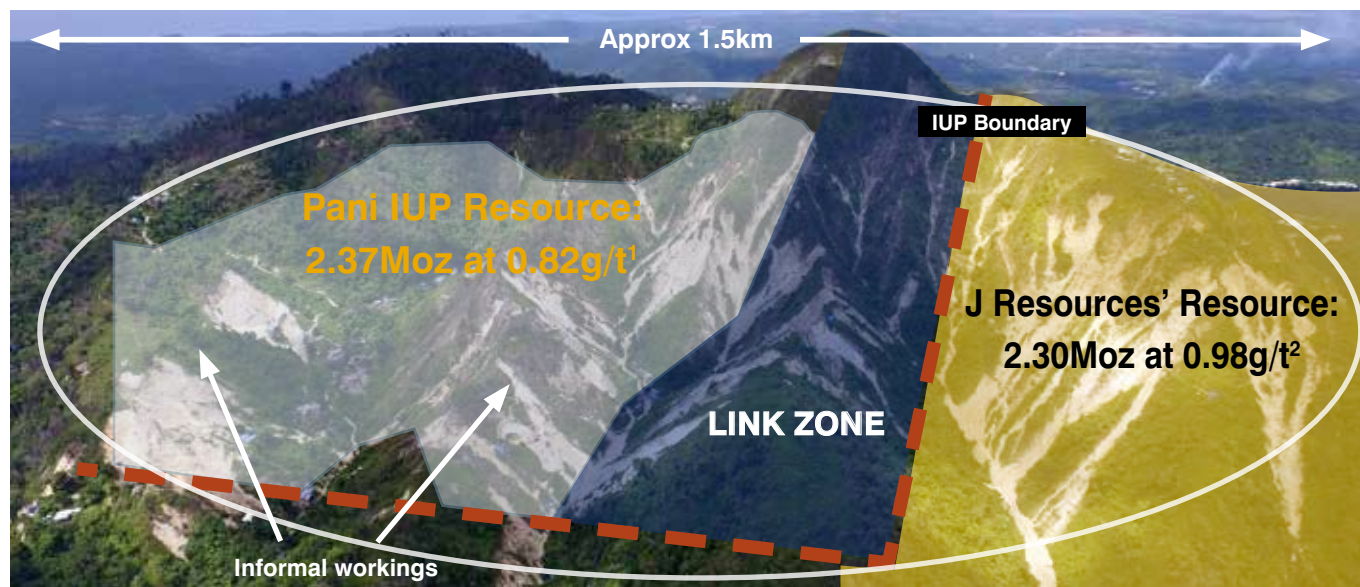 Approx 1.5km
IUP Boundary
Pani IUP Resource:
2.37Moz at 0.82g/t¹
J Resources’ Resource:
2.30Moz at 0.98g/t²
LINK ZONE
Informal workings